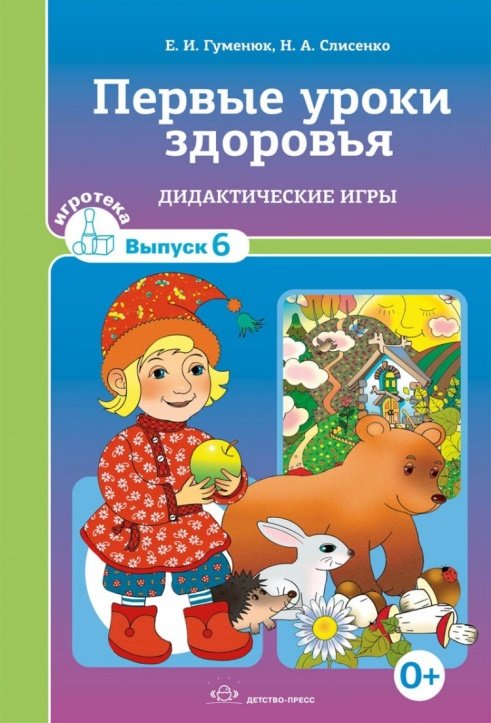 Е. И. Гуменюк, Н. А. Слисенко
Первые уроки
здоровья
ДИДАКТИЧЕСКИЕ ИГРЫ
игротека
Выпуск 6
0+
ДЕТСТВО-ПРЕСС